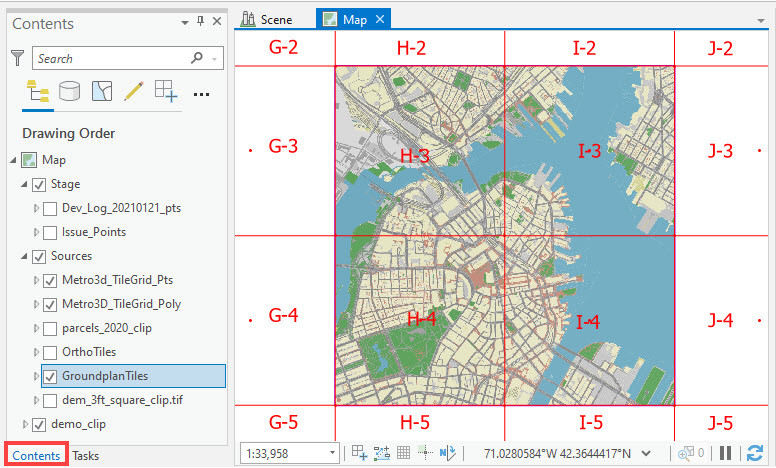 Contents
Scene
Map
Search
Drawing Order
Map
Stage
Dev_Log_20210121_pts
Issue_Points
Sources
Metro3d_TileGrid_Pts
Metro3D_TileGrid_Poly
parcels_2020_clip
OrthoTiles
GroundplanTiles
dem_3ft_square_clip.tif
demo_clip
Contents Tasks
G-2 H-2 I-2 J-2
G-3 H-3 I-3 J-3
G-4 H-4 I-4 J-4
G-5 H-5 I-5 J-5
1:33,958 71.0280584°W 42.3644417°N 0